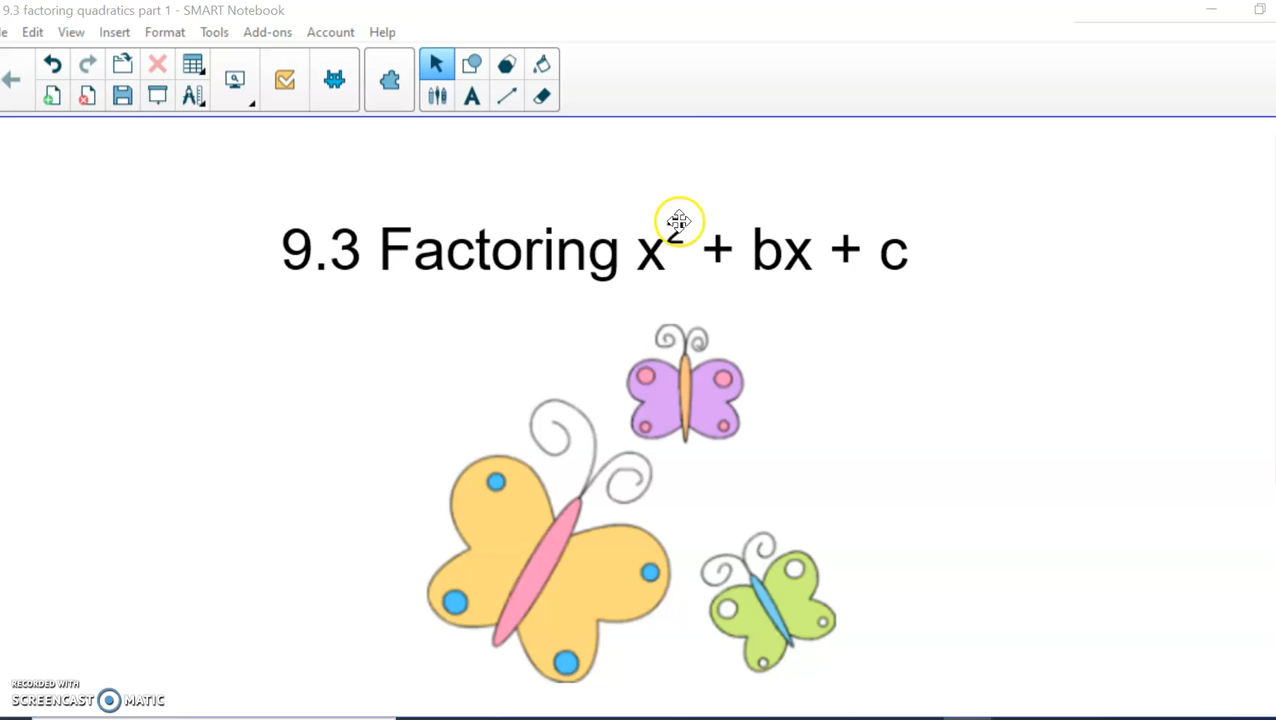 9.3 factoring quadratics part 1 - SMART Notebook
le Edit View Insert Format Tools Add-ons Account Help
9.3 Factoring x² + bx + c
RECORDED WITH
SCREENCAST MATIC